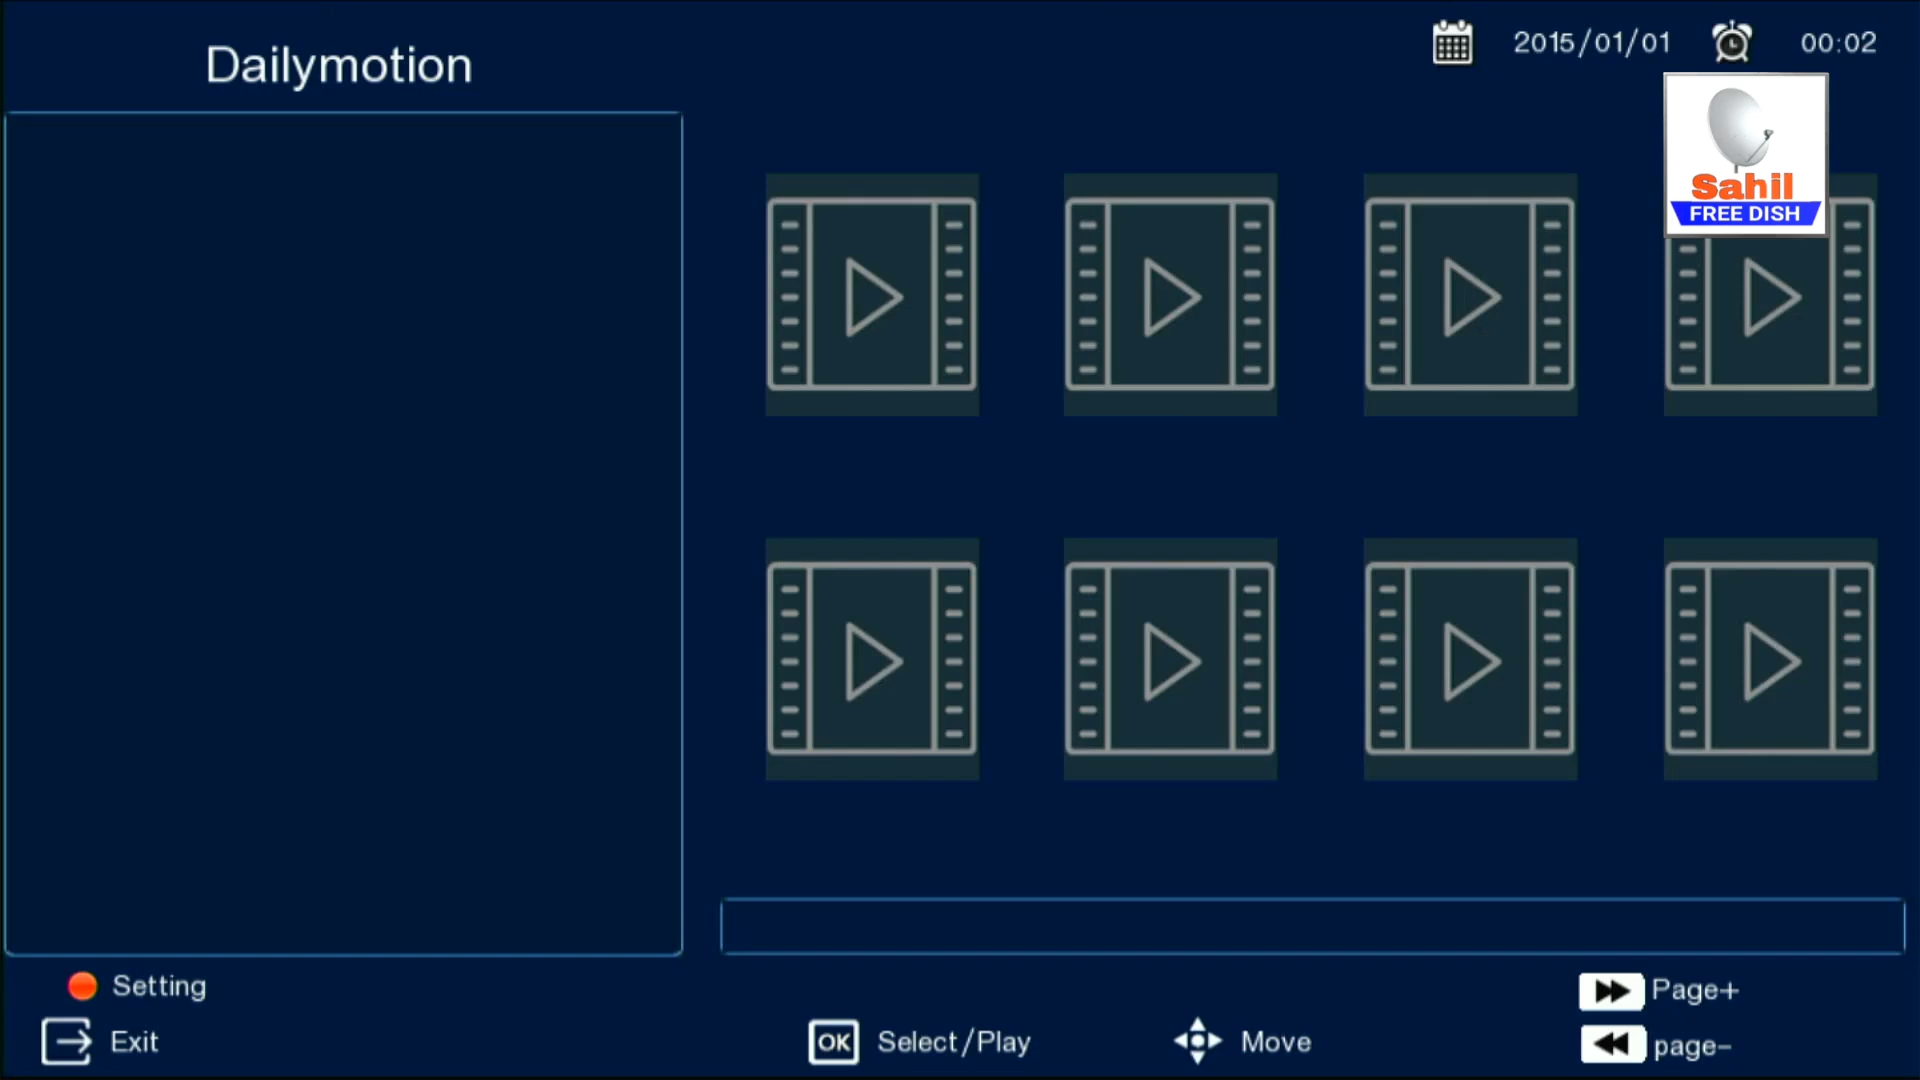 Dailymotion
2015/01/01 00:02
Sahil
FREE DISH
Setting
Exit
OK Select/Play
Move
Page+
page-